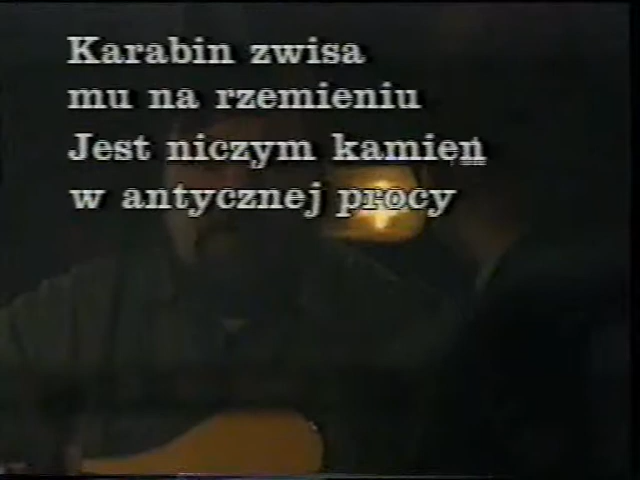 Karabin zwisa
mu na rzemieniu
Jest niczym kamień
w antycznej procy